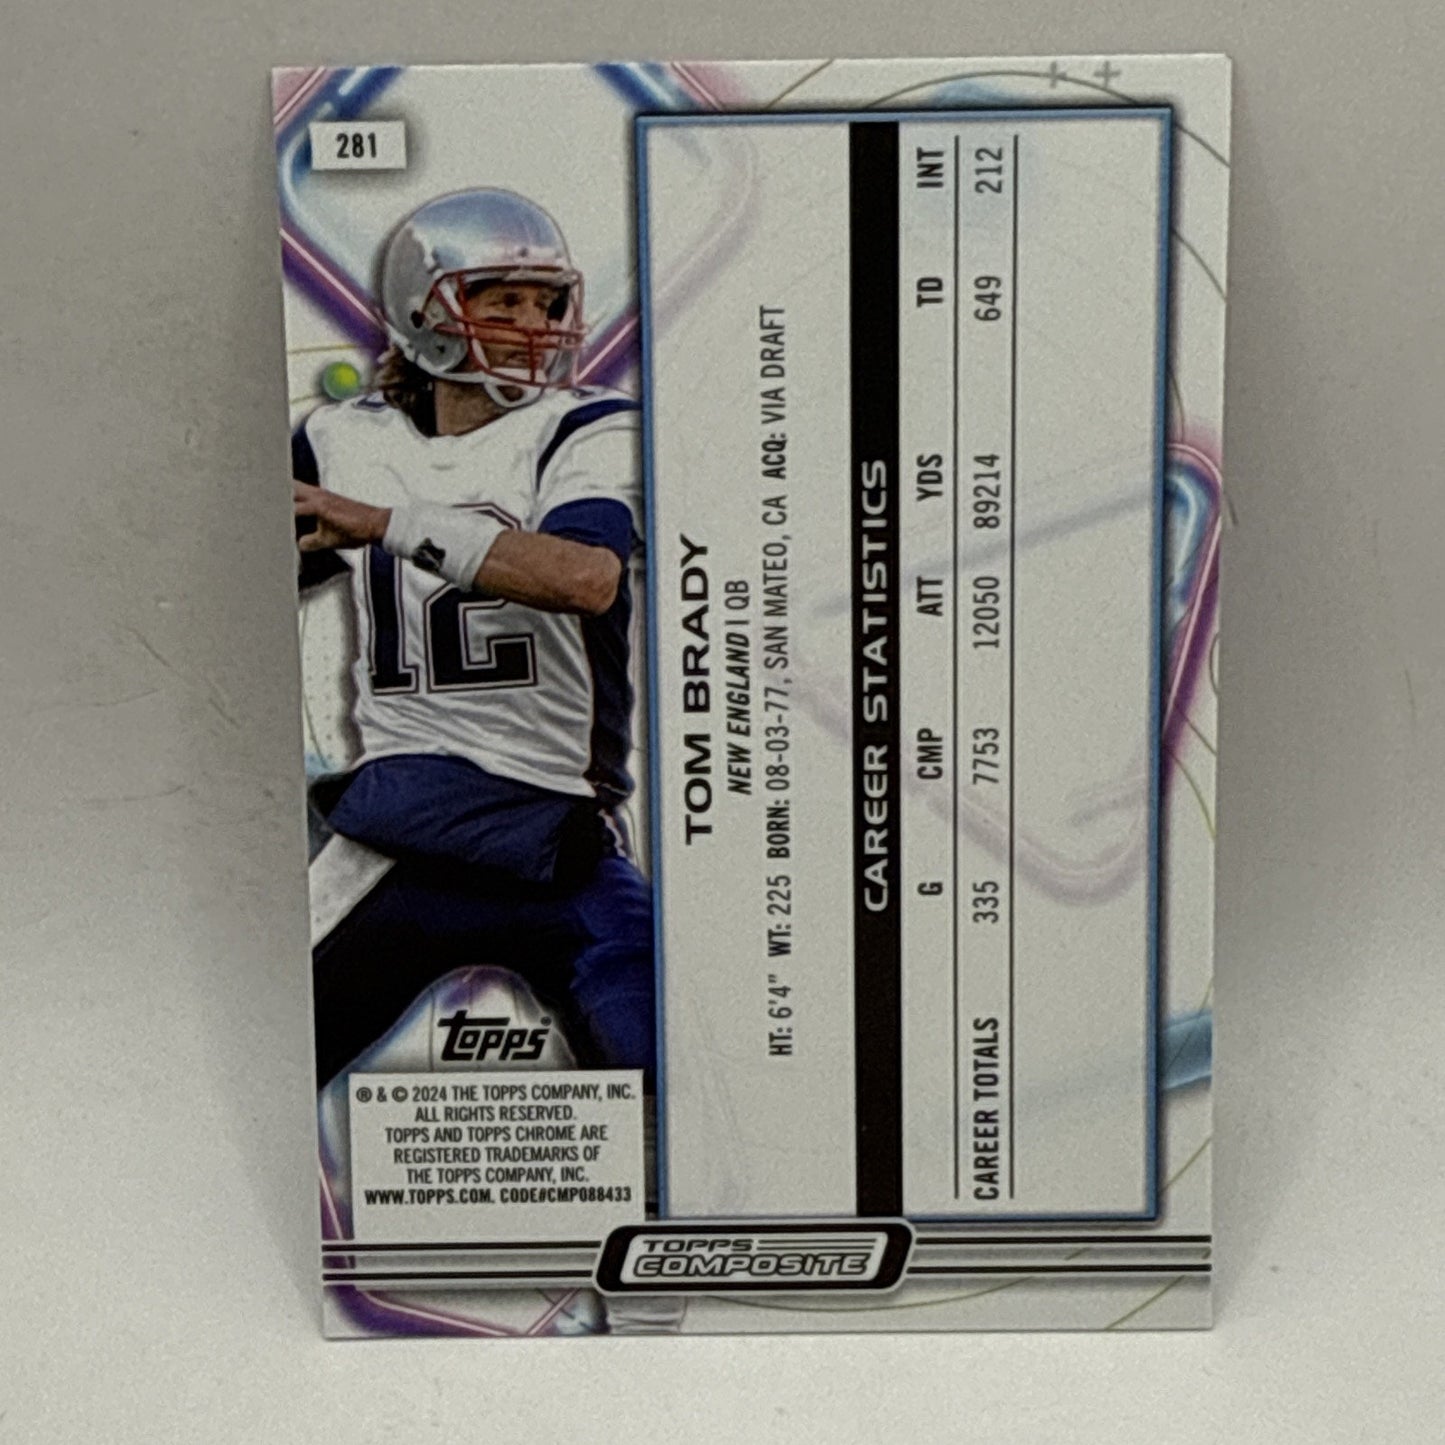 281
12
TOPPS®
® & © 2024 THE TOPPS COMPANY, INC.
ALL RIGHTS RESERVED.
TOPPS AND TOPPS CHROME ARE
REGISTERED TRADEMARKS OF
THE TOPPS COMPANY, INC.
WWW.TOPPS.COM. CODE#CMP088433
TOM BRADY
NEW ENGLAND | QB
HT: 6'4" WT: 225 BORN: 08-03-77, SAN MATEO, CA ACQ: VIA DRAFT
CAREER STATISTICS
G CMP ATT YDS TD INT
CAREER TOTALS 335 7753 12050 89214 649 212
TOPPS
COMPOSITE